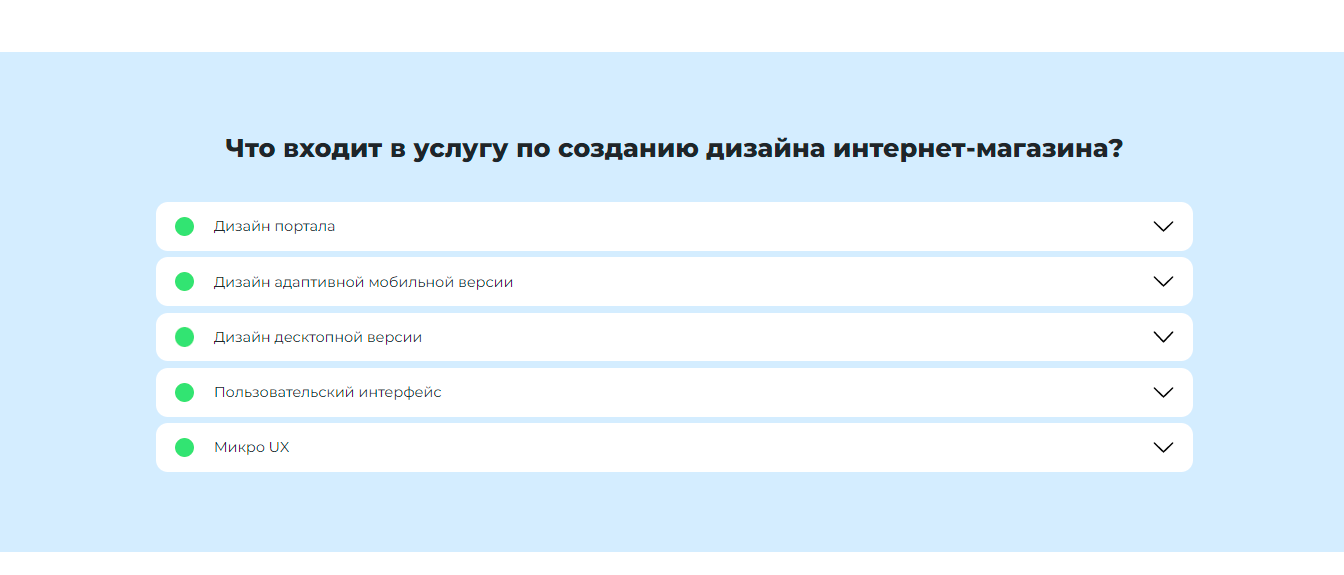 Что входит в услугу по созданию дизайна интернет-магазина?
Дизайн портала
Дизайн адаптивной мобильной версии
Дизайн десктопной версии
Пользовательский интерфейс
Микро UX